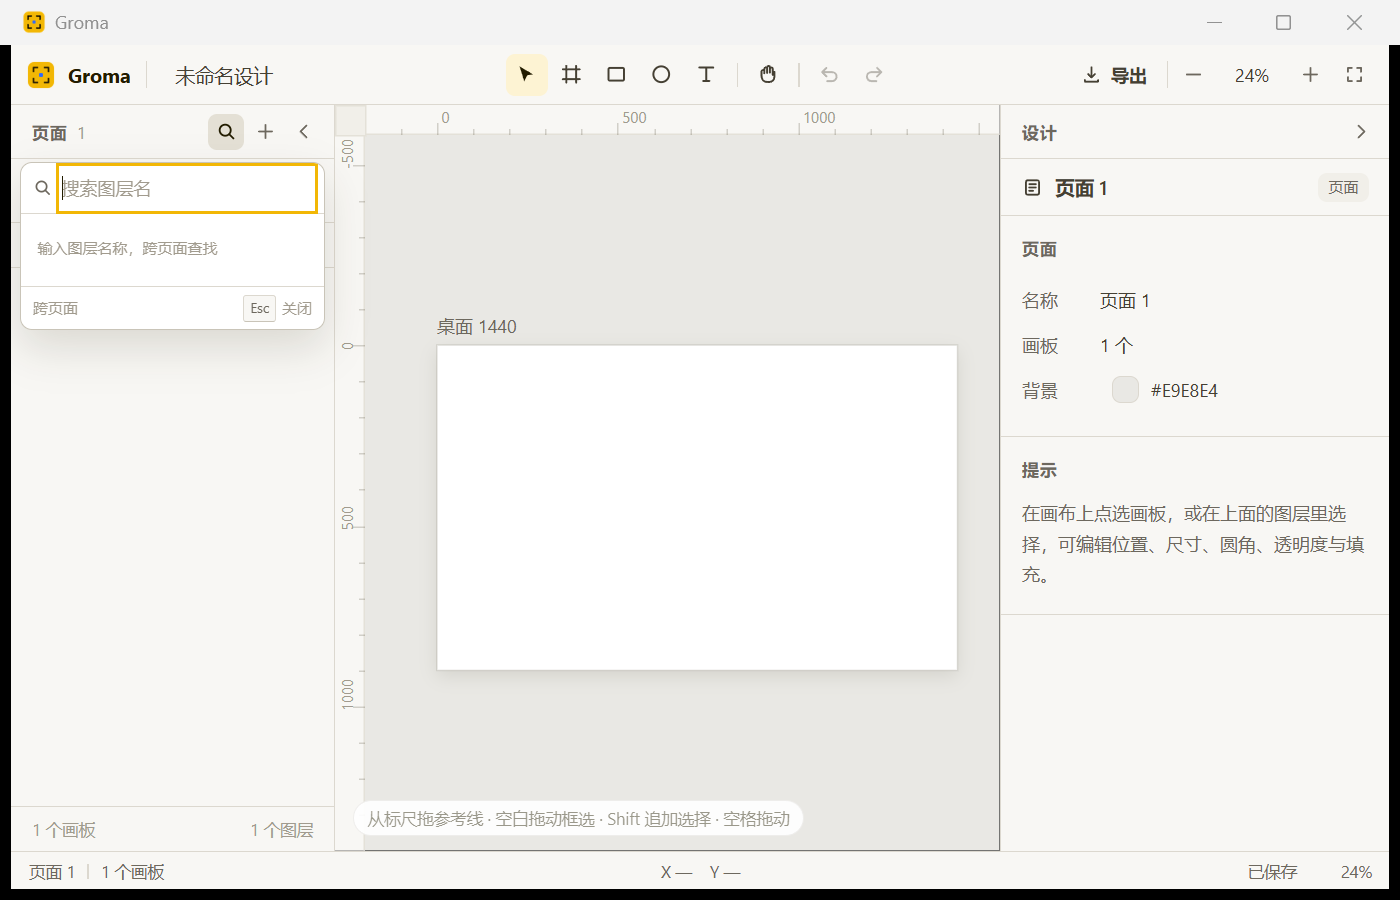 Groma
Groma
未命名设计
导出
24%
页面 1
搜索图层名
输入图层名称，跨页面查找
跨页面
Esc 关闭
0
500
1000
-500
0
500
1000
桌面 1440
从标尺拖参考线 · 空白拖动框选 · Shift 追加选择 · 空格拖动
设计
页面 1
页面
页面
名称 页面 1
画板 1 个
背景 #E9E8E4
提示
在画布上点选画板，或在上面的图层里选
择，可编辑位置、尺寸、圆角、透明度与填
充。
1 个画板
1 个图层
页面 1
1 个画板
X —
Y —
已保存
24%